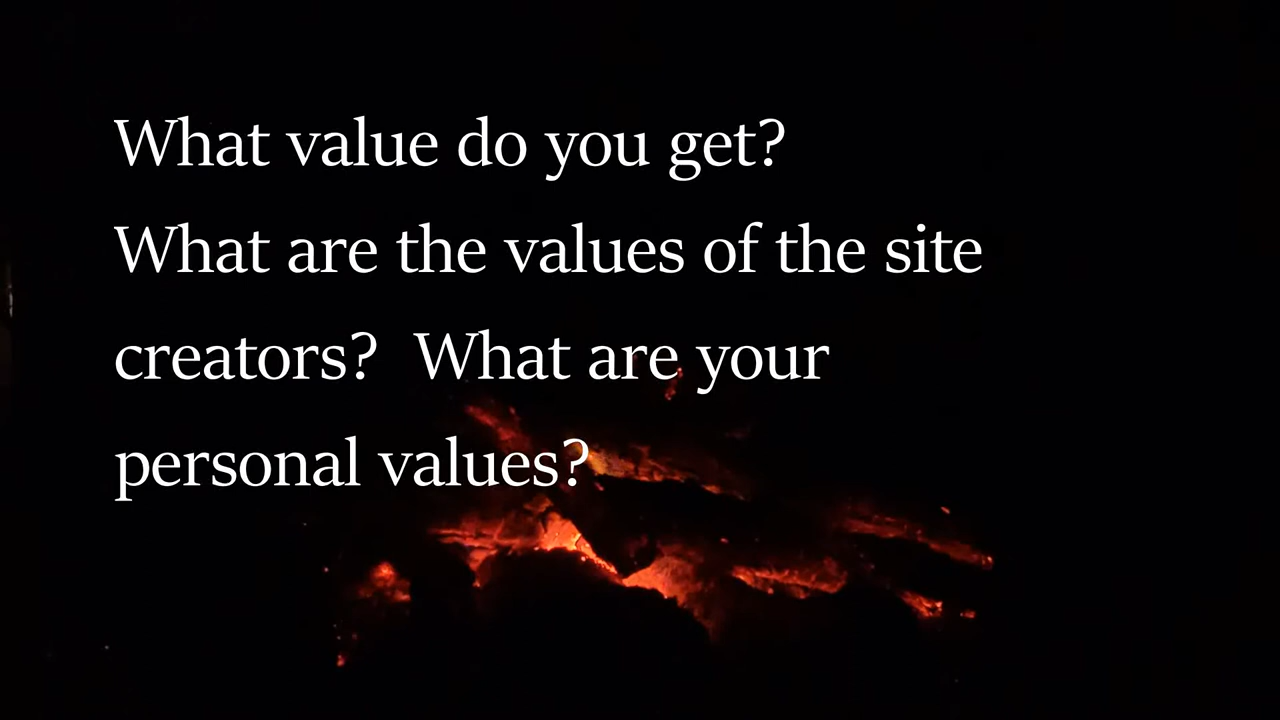 What value do you get?
What are the values of the site
creators?  What are your
personal values?